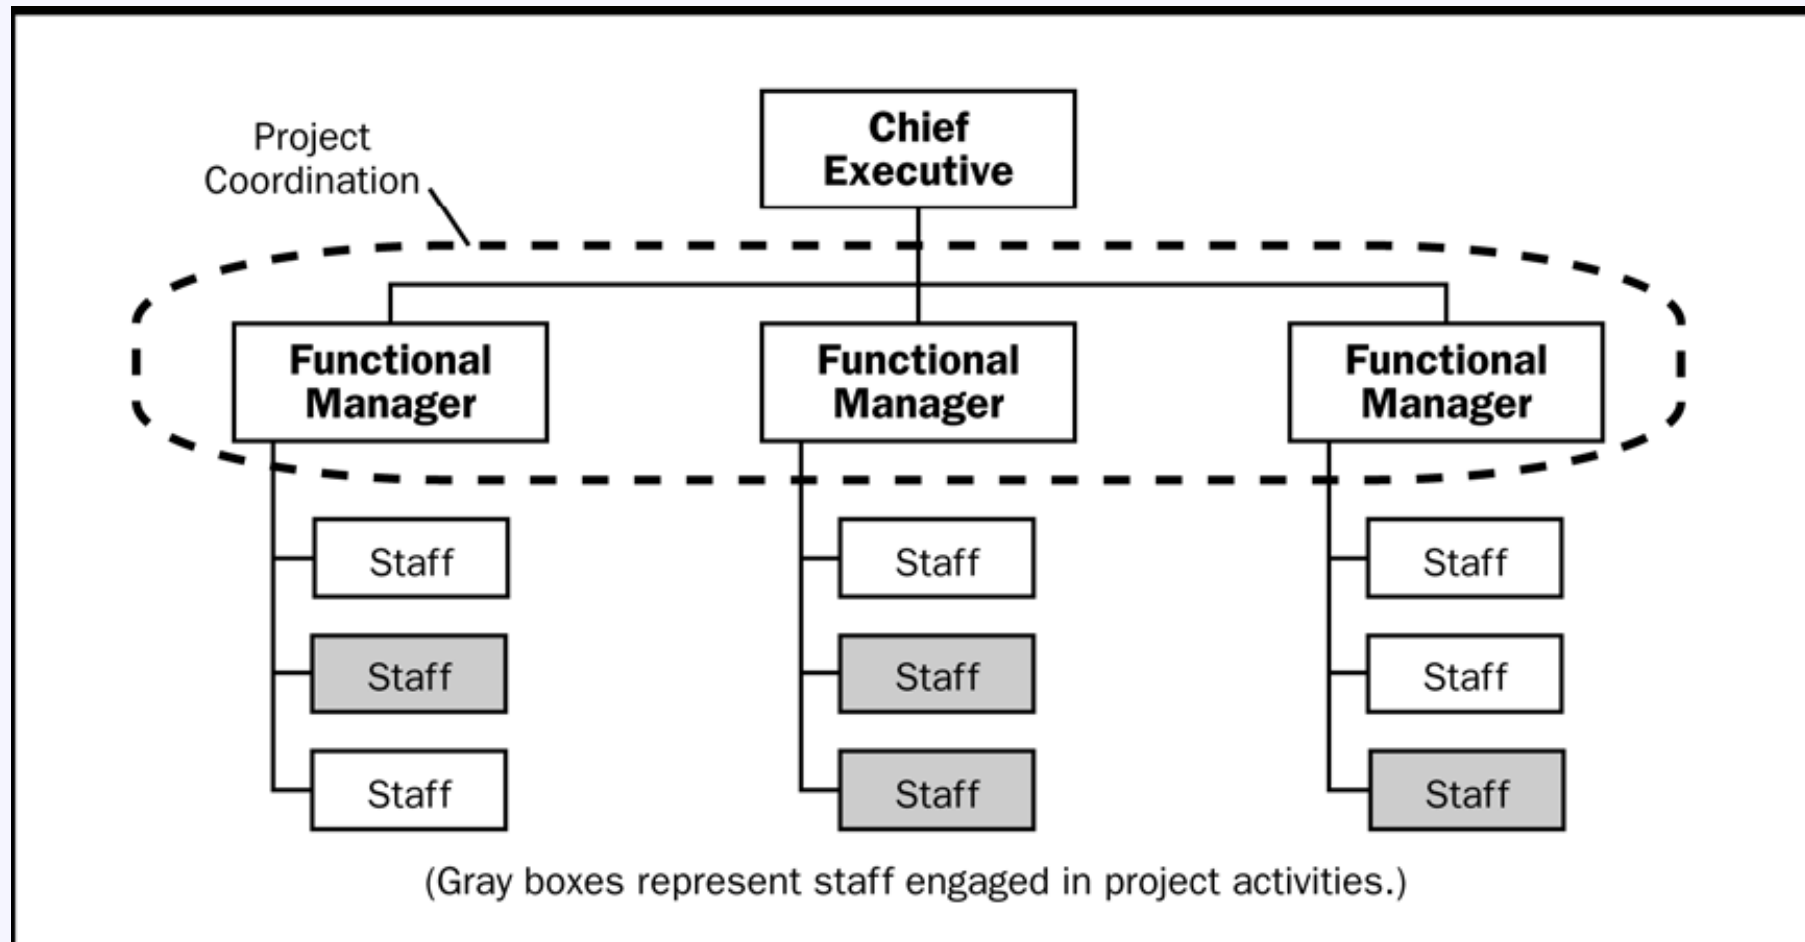 Project
Coordination
Chief
Executive
Functional
Manager
Functional
Manager
Functional
Manager
Staff
Staff
Staff
Staff
Staff
Staff
Staff
Staff
Staff
(Gray boxes represent staff engaged in project activities.)